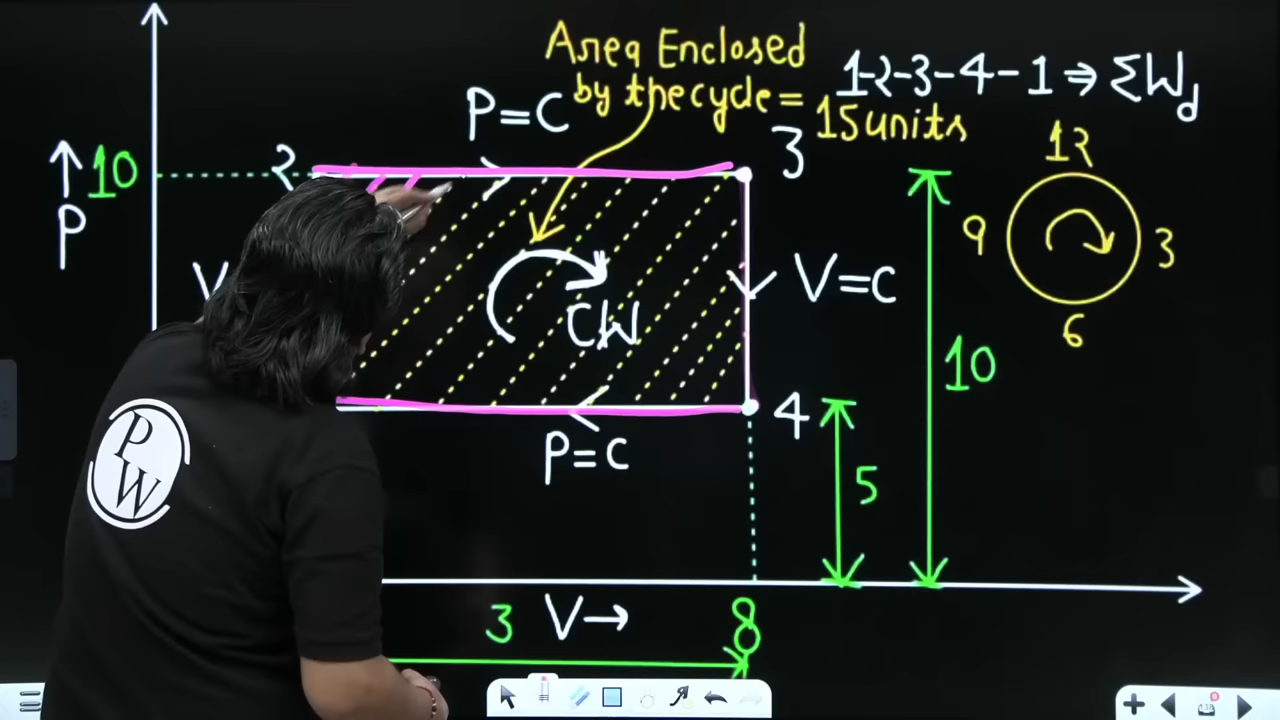 Area Enclosed
by the cycle = 15 units
1-2-3-4-1 ⇒ ΣWd
P=C
2
3
↑
P
10
V
CW
V=C
12
9
3
6
10
4
P=C
5
3
V→
8
PW
138